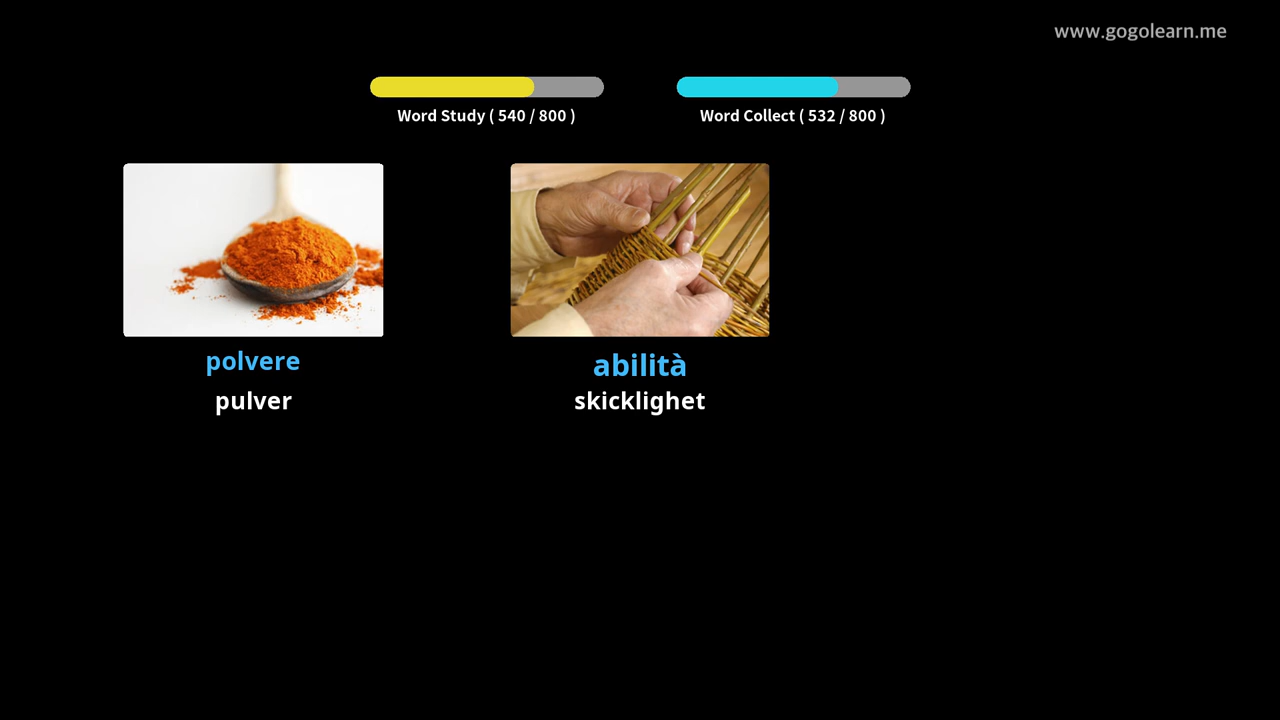 www.gogolearn.me
Word Study ( 540 / 800 )
Word Collect ( 532 / 800 )
polvere
pulver
abilità
skicklighet